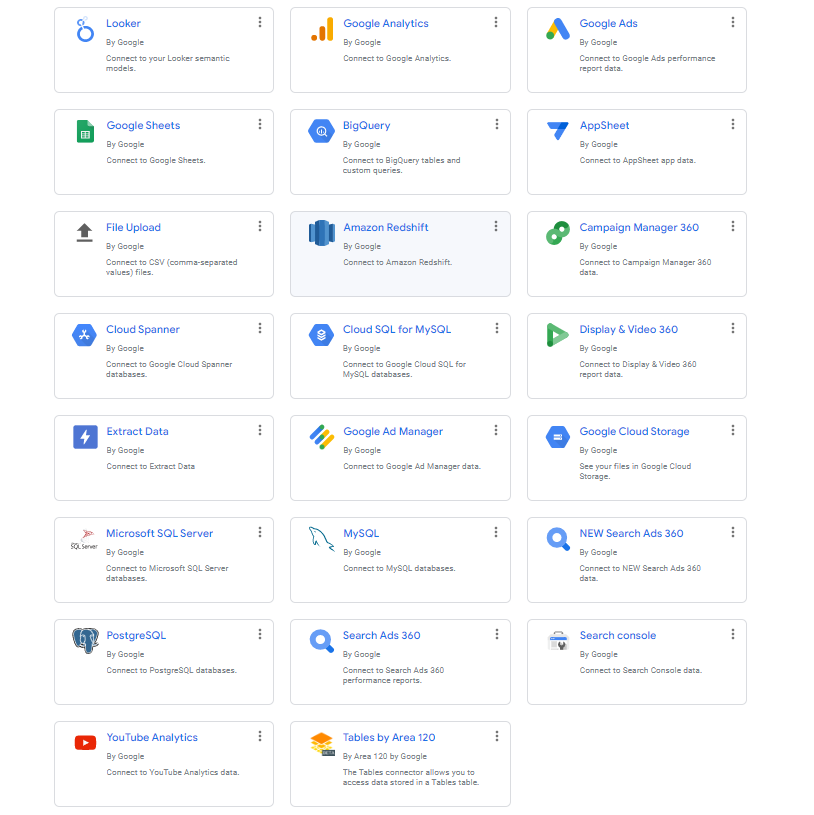 Looker
By Google
Connect to your Looker semantic
models.
Google Analytics
By Google
Connect to Google Analytics.
Google Ads
By Google
Connect to Google Ads performance
report data.
Google Sheets
By Google
Connect to Google Sheets.
BigQuery
By Google
Connect to BigQuery tables and
custom queries.
AppSheet
By Google
Connect to AppSheet app data.
File Upload
By Google
Connect to CSV (comma-separated
values) files.
Amazon Redshift
By Google
Connect to Amazon Redshift.
Campaign Manager 360
By Google
Connect to Campaign Manager 360
data.
Cloud Spanner
By Google
Connect to Google Cloud Spanner
databases.
Cloud SQL for MySQL
By Google
Connect to Google Cloud SQL for
MySQL databases.
Display & Video 360
By Google
Connect to Display & Video 360
report data.
Extract Data
By Google
Connect to Extract Data
Google Ad Manager
By Google
Connect to Google Ad Manager data.
Google Cloud Storage
By Google
See your files in Google Cloud
Storage.
SQL Server
Microsoft SQL Server
By Google
Connect to Microsoft SQL Server
databases.
MySQL
By Google
Connect to MySQL databases.
NEW Search Ads 360
By Google
Connect to NEW Search Ads 360
data.
PostgreSQL
By Google
Connect to PostgreSQL databases.
Search Ads 360
By Google
Connect to Search Ads 360
performance reports.
Search console
By Google
Connect to Search Console data.
YouTube Analytics
By Google
Connect to YouTube Analytics data.
Tables by Area 120
By Area 120 by Google
The Tables connector allows you to
access data stored in a Tables table.